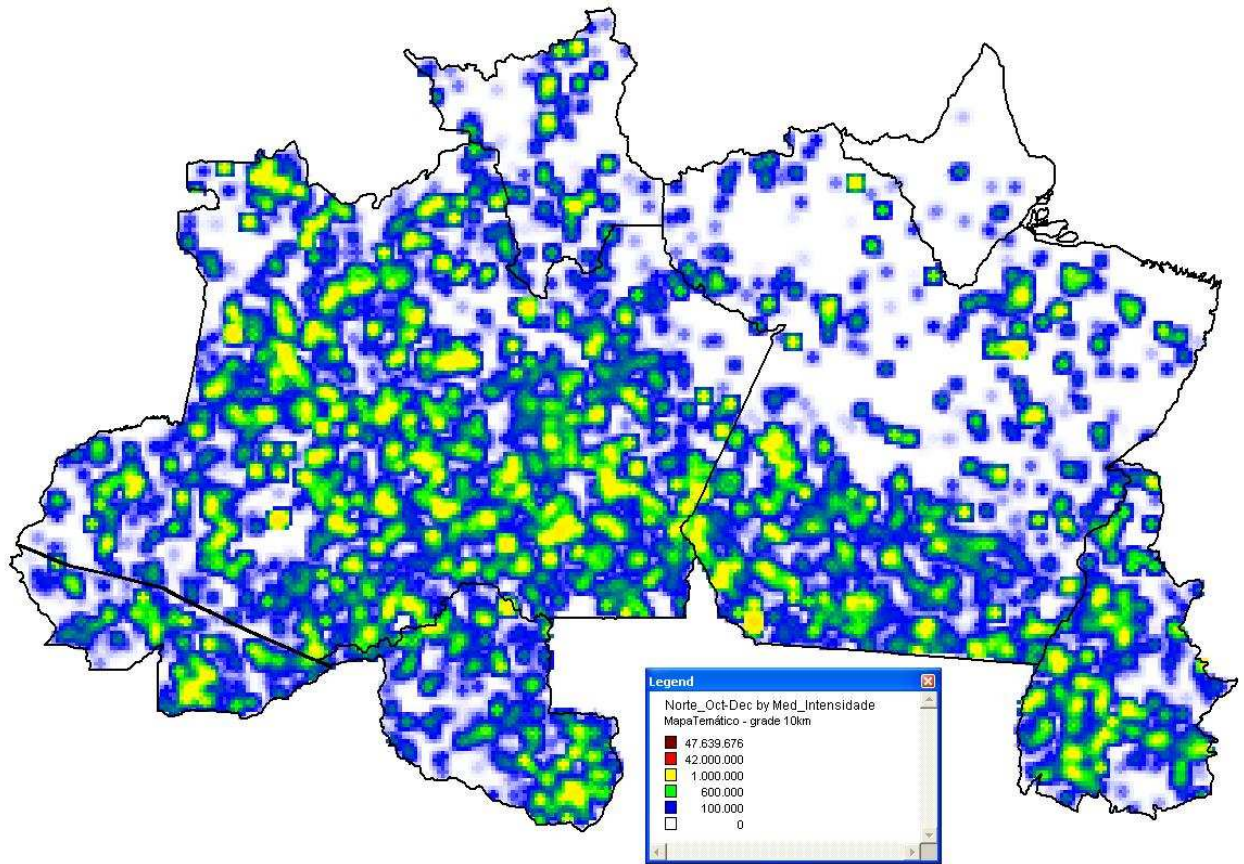 Legend
Norte_Oct-Dec by Med_Intensidade
MapaTemático - grade 10km
47.639.676
42.000.000
1.000.000
600.000
100.000
0